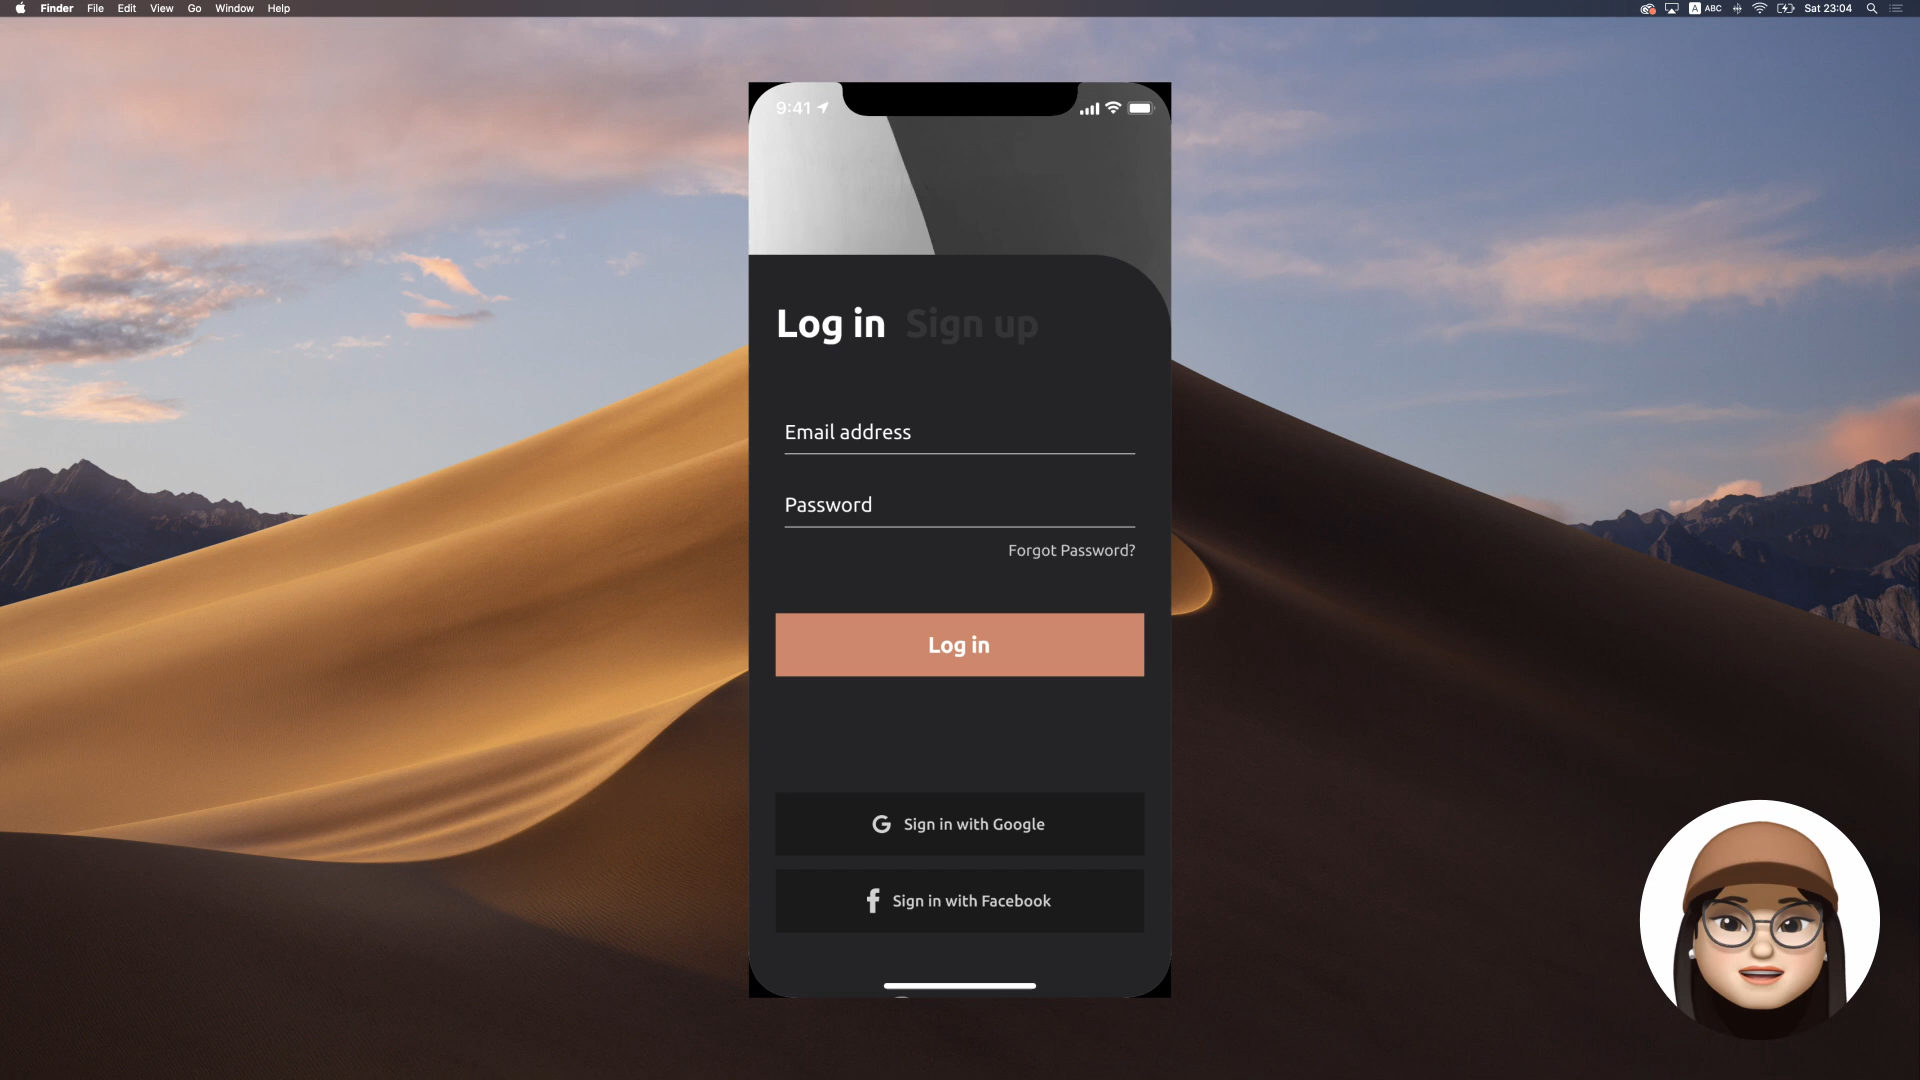 Finder File Edit View Go Window Help
A ABC Sat 23:04
9:41
Log in Sign up
Email address
Password
Forgot Password?
Log in
Sign in with Google
Sign in with Facebook